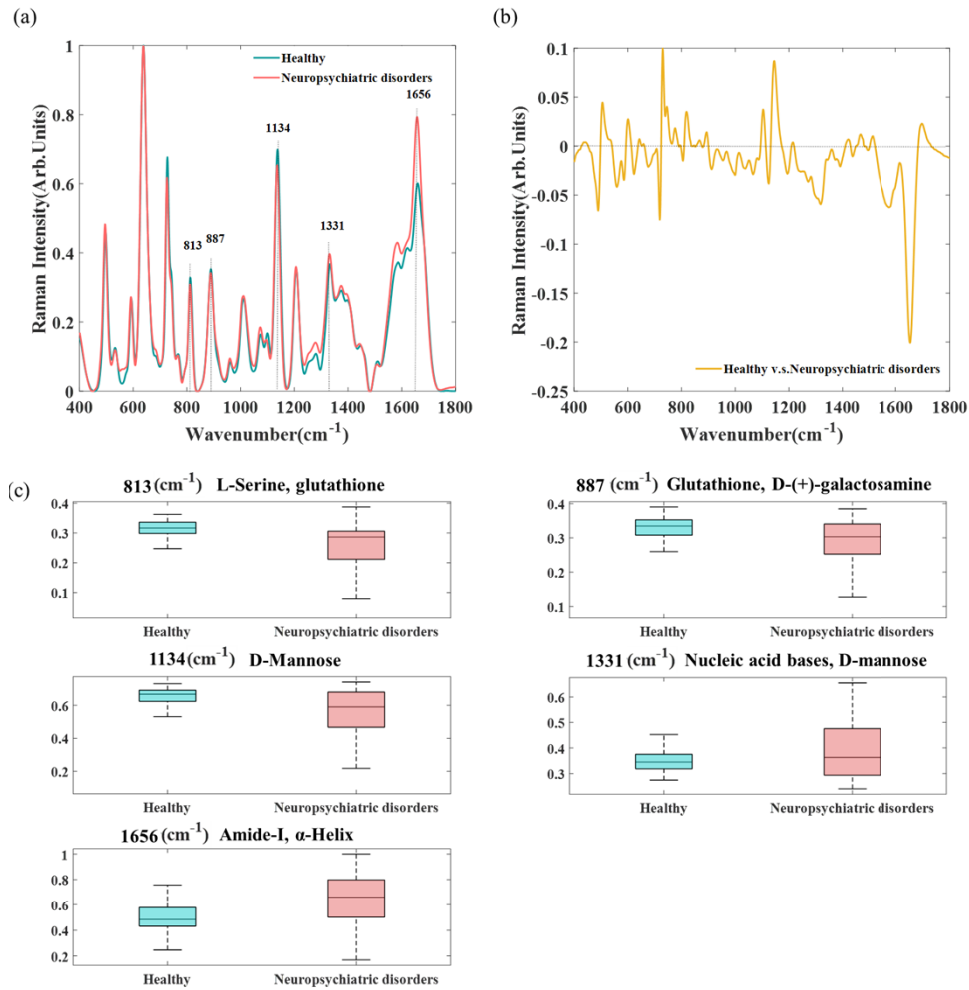 (a)
Healthy
Neuropsychiatric disorders
813
887
1134
1331
1656
1
0.8
0.6
0.4
0.2
0
400 600 800 1000 1200 1400 1600 1800
Raman Intensity(Arb.Units)
Wavenumber(cm⁻¹)
(b)
0.1
0.05
0
-0.05
-0.1
-0.15
-0.2
-0.25
Healthy v.s.Neuropsychiatric disorders
400 600 800 1000 1200 1400 1600 1800
Raman Intensity(Arb.Units)
Wavenumber(cm⁻¹)
(c)
813(cm⁻¹) L-Serine, glutathione
0.4
0.3
0.2
0.1
Healthy Neuropsychiatric disorders
887 (cm⁻¹) Glutathione, D-(+)-galactosamine
0.4
0.3
0.2
0.1
Healthy Neuropsychiatric disorders
1134(cm⁻¹) D-Mannose
0.6
0.4
0.2
Healthy Neuropsychiatric disorders
1331 (cm⁻¹) Nucleic acid bases, D-mannose
0.6
0.5
0.4
0.3
Healthy Neuropsychiatric disorders
1656(cm⁻¹) Amide-I, α-Helix
1
0.8
0.6
0.4
0.2
Healthy Neuropsychiatric disorders